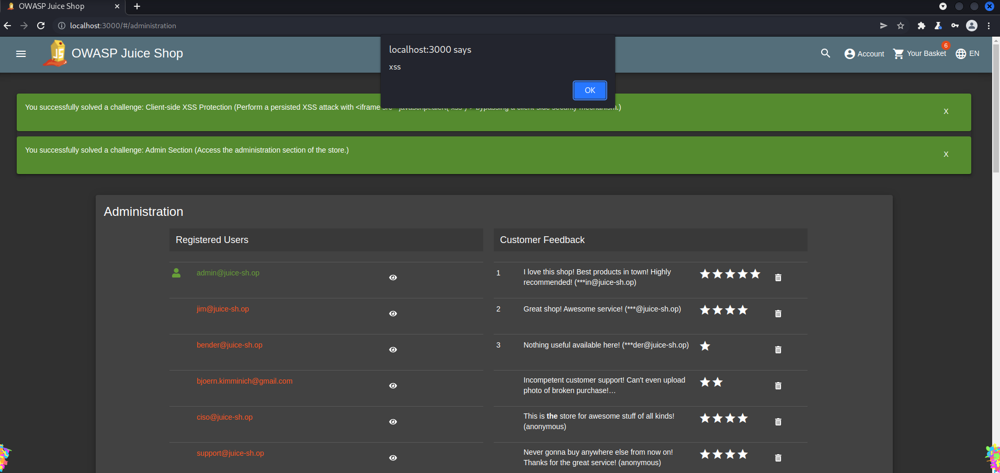 OWASP Juice Shop
localhost:3000/#/administration
OWASP Juice Shop
localhost:3000 says
xss
OK
Account
6
Your Basket
EN
You successfully solved a challenge: Client-side XSS Protection (Perform a persisted XSS attack with <iframe bypassing a client-side security mechanism.)
X
You successfully solved a challenge: Admin Section (Access the administration section of the store.)
X
Administration
Registered Users
admin@juice-sh.op
jim@juice-sh.op
bender@juice-sh.op
bjoern.kimminich@gmail.com
ciso@juice-sh.op
support@juice-sh.op
Customer Feedback
1
I love this shop! Best products in town! Highly
recommended! (***in@juice-sh.op)
2
Great shop! Awesome service! (***@juice-sh.op)
3
Nothing useful available here! (***der@juice-sh.op)
Incompetent customer support! Can't even upload
photo of broken purchase!…
This is the store for awesome stuff of all kinds!
(anonymous)
Never gonna buy anywhere else from now on!
Thanks for the great service! (anonymous)